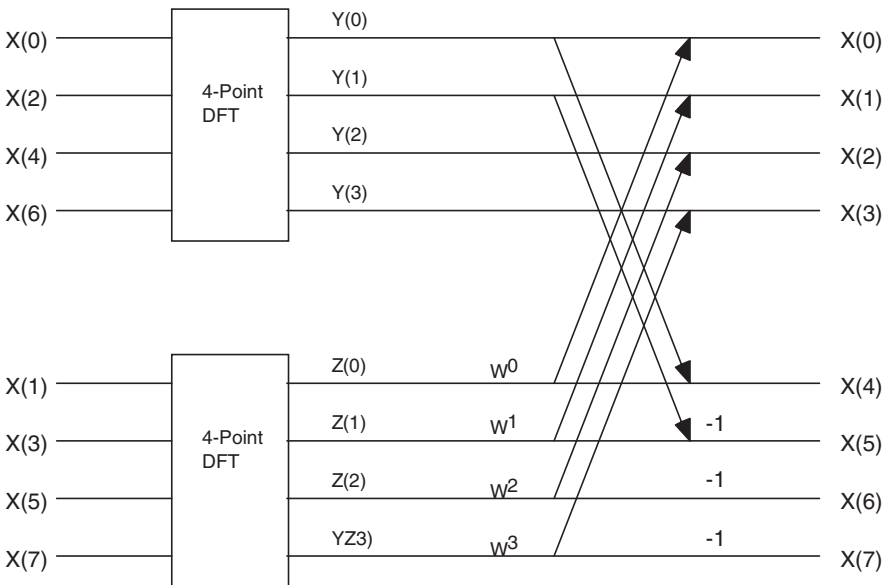 X(0)
X(2)
X(4)
X(6)
4-Point
DFT
Y(0)
Y(1)
Y(2)
Y(3)
X(0)
X(1)
X(2)
X(3)
X(1)
X(3)
X(5)
X(7)
4-Point
DFT
Z(0)
Z(1)
Z(2)
YZ3)
W0
W1
W2
W3
-1
-1
-1
X(4)
X(5)
X(6)
X(7)